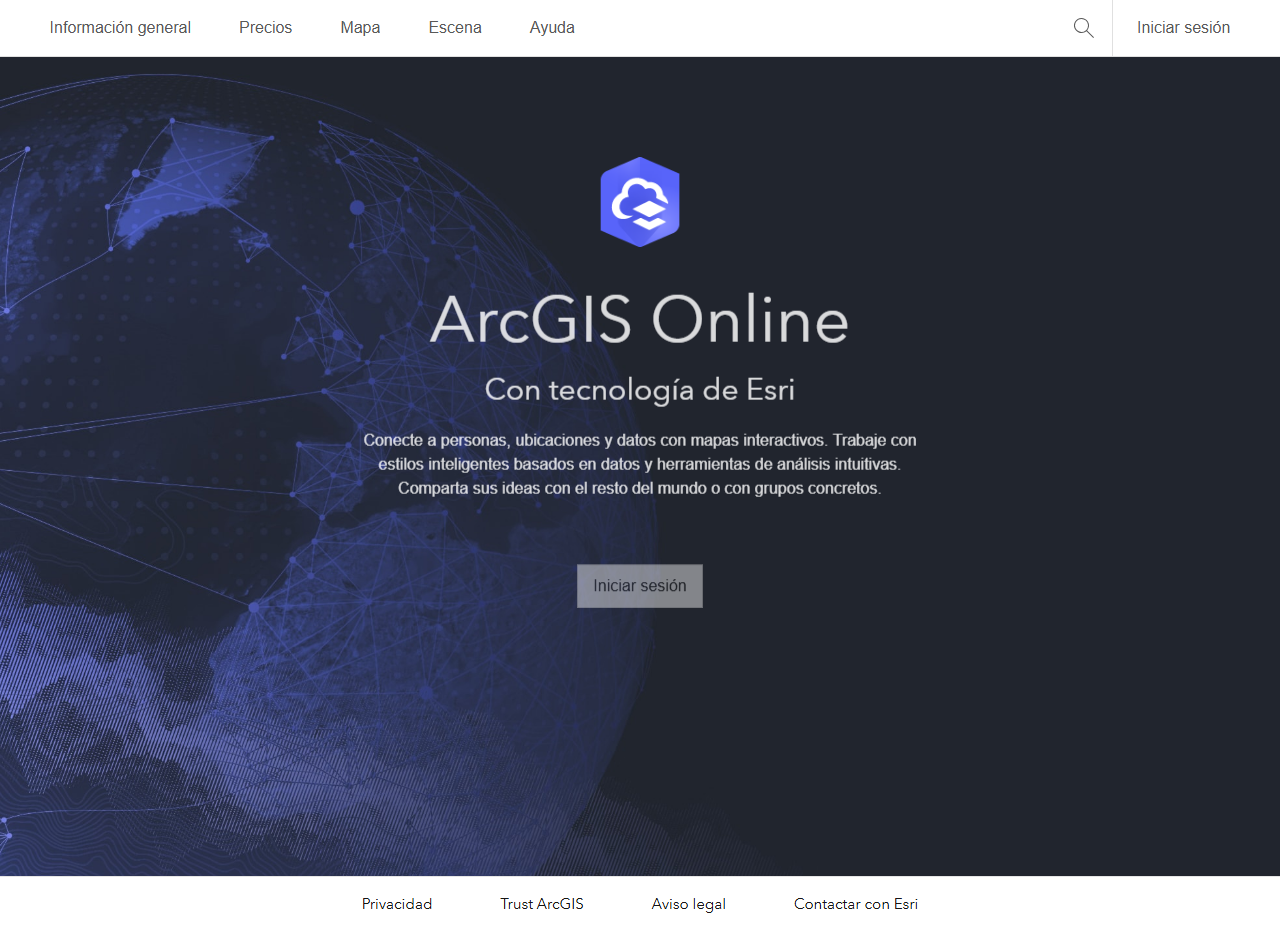 Información general Precios Mapa Escena Ayuda Iniciar sesión
ArcGIS Online
Con tecnología de Esri
Conecte a personas, ubicaciones y datos con mapas interactivos. Trabaje con
estilos inteligentes basados en datos y herramientas de análisis intuitivas.
Comparta sus ideas con el resto del mundo o con grupos concretos.
Iniciar sesión
Privacidad Trust ArcGIS Aviso legal Contactar con Esri